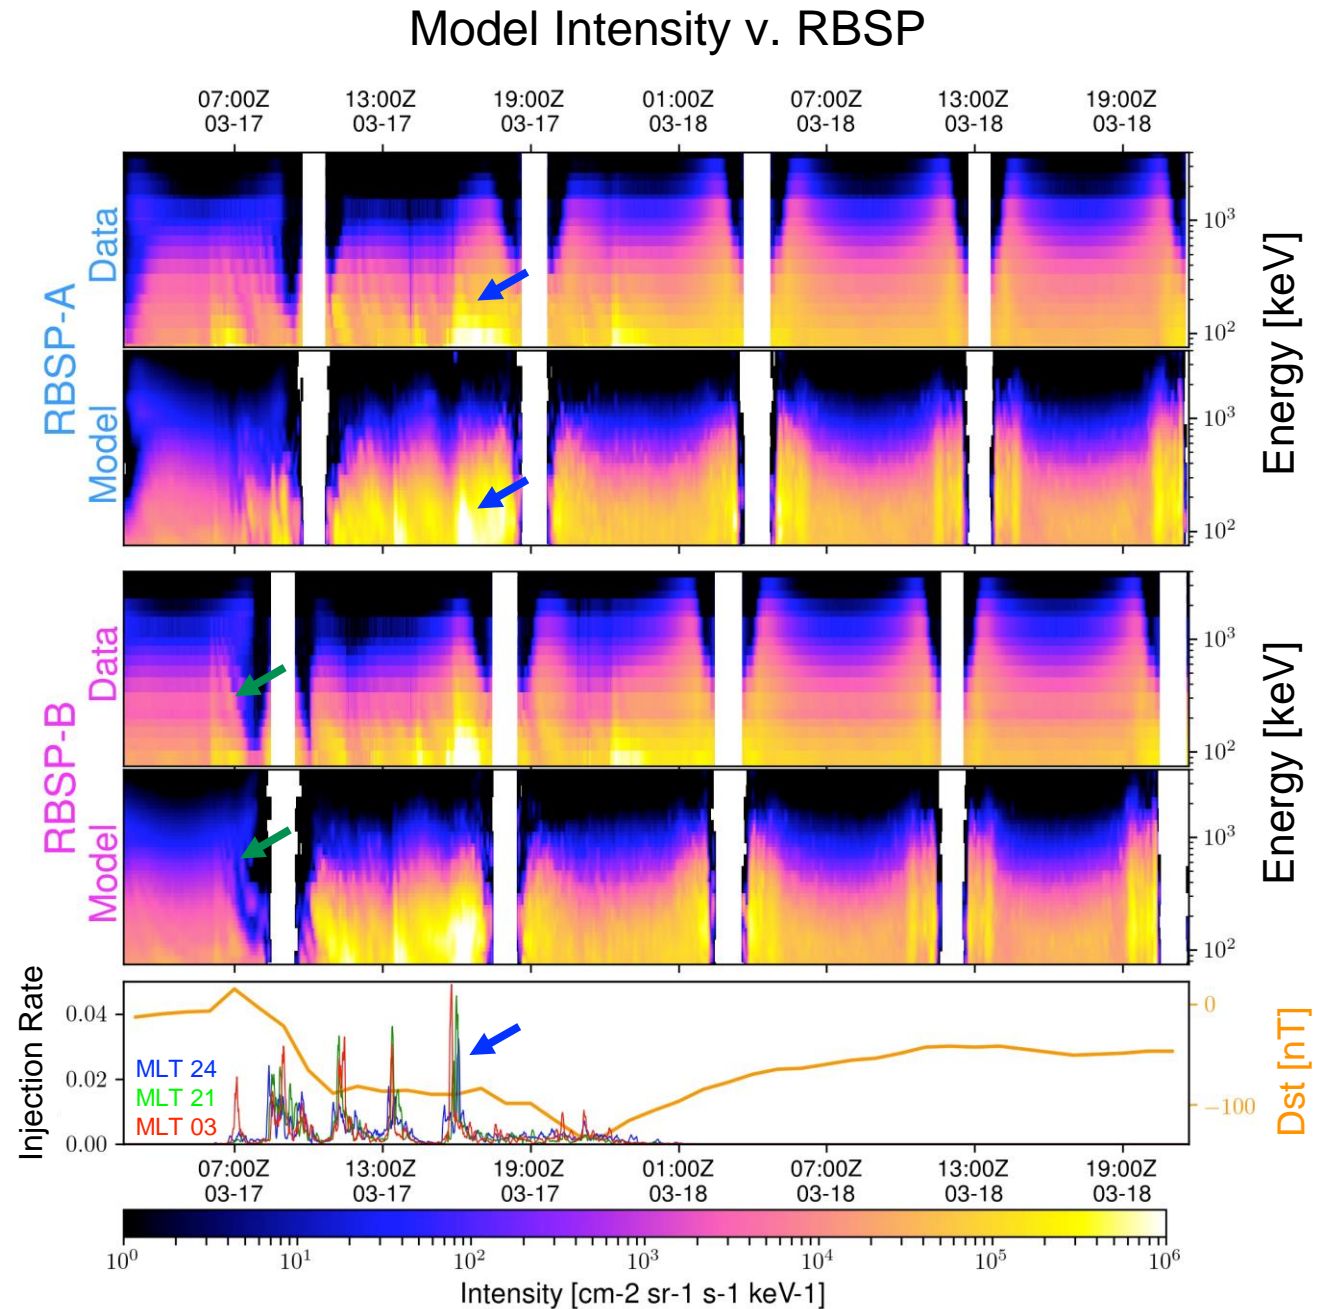 Model Intensity v. RBSP
07:00Z 13:00Z 19:00Z 01:00Z 07:00Z 13:00Z 19:00Z
03-17 03-17 03-17 03-18 03-18 03-18 03-18
RBSP-A
Data
10³
10²
Energy [keV]
Model
10³
10²
RBSP-B
Data
10³
10²
Energy [keV]
Model
10³
10²
Injection Rate
0.04
0.02
0.00
MLT 24
MLT 21
MLT 03
0
−100
Dst [nT]
07:00Z 13:00Z 19:00Z 01:00Z 07:00Z 13:00Z 19:00Z
03-17 03-17 03-17 03-18 03-18 03-18 03-18
10⁰ 10¹ 10² 10³ 10⁴ 10⁵ 10⁶
Intensity [cm-2 sr-1 s-1 keV-1]